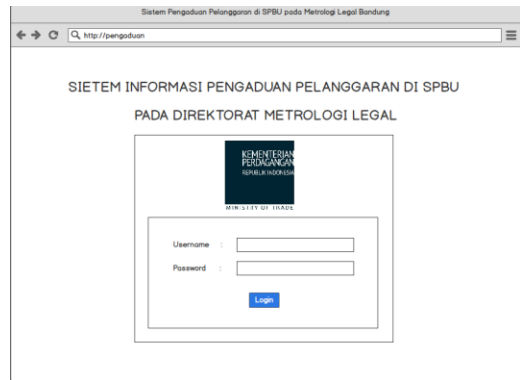 Sistem Pengaduan Pelanggaran di SPBU pada Metrologi Legal Bandung
http://pengaduan
SIETEM INFORMASI PENGADUAN PELANGGARAN DI SPBU
PADA DIREKTORAT METROLOGI LEGAL
KEMENTERIAN
PERDAGANGAN
REPUBLIK INDONESIA
MINISTRY OF TRADE
Username :
Password :
Login